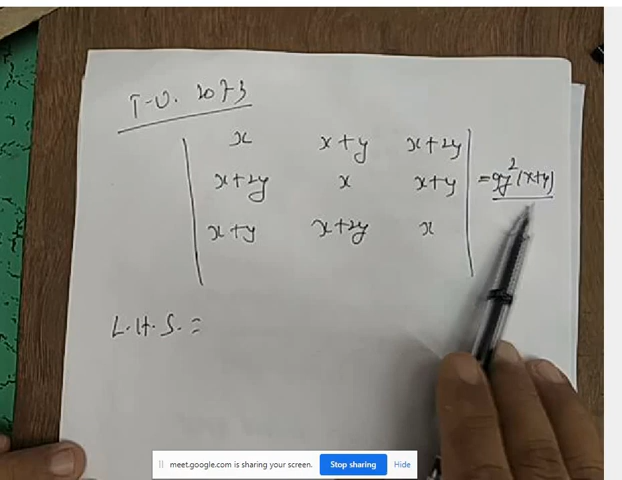 T.U. 2073
x x+y x+2y
x+2y x x+y = 9y²(x+y)
x+y x+2y x
L.H.S. =
meet.google.com is sharing your screen. Stop sharing Hide